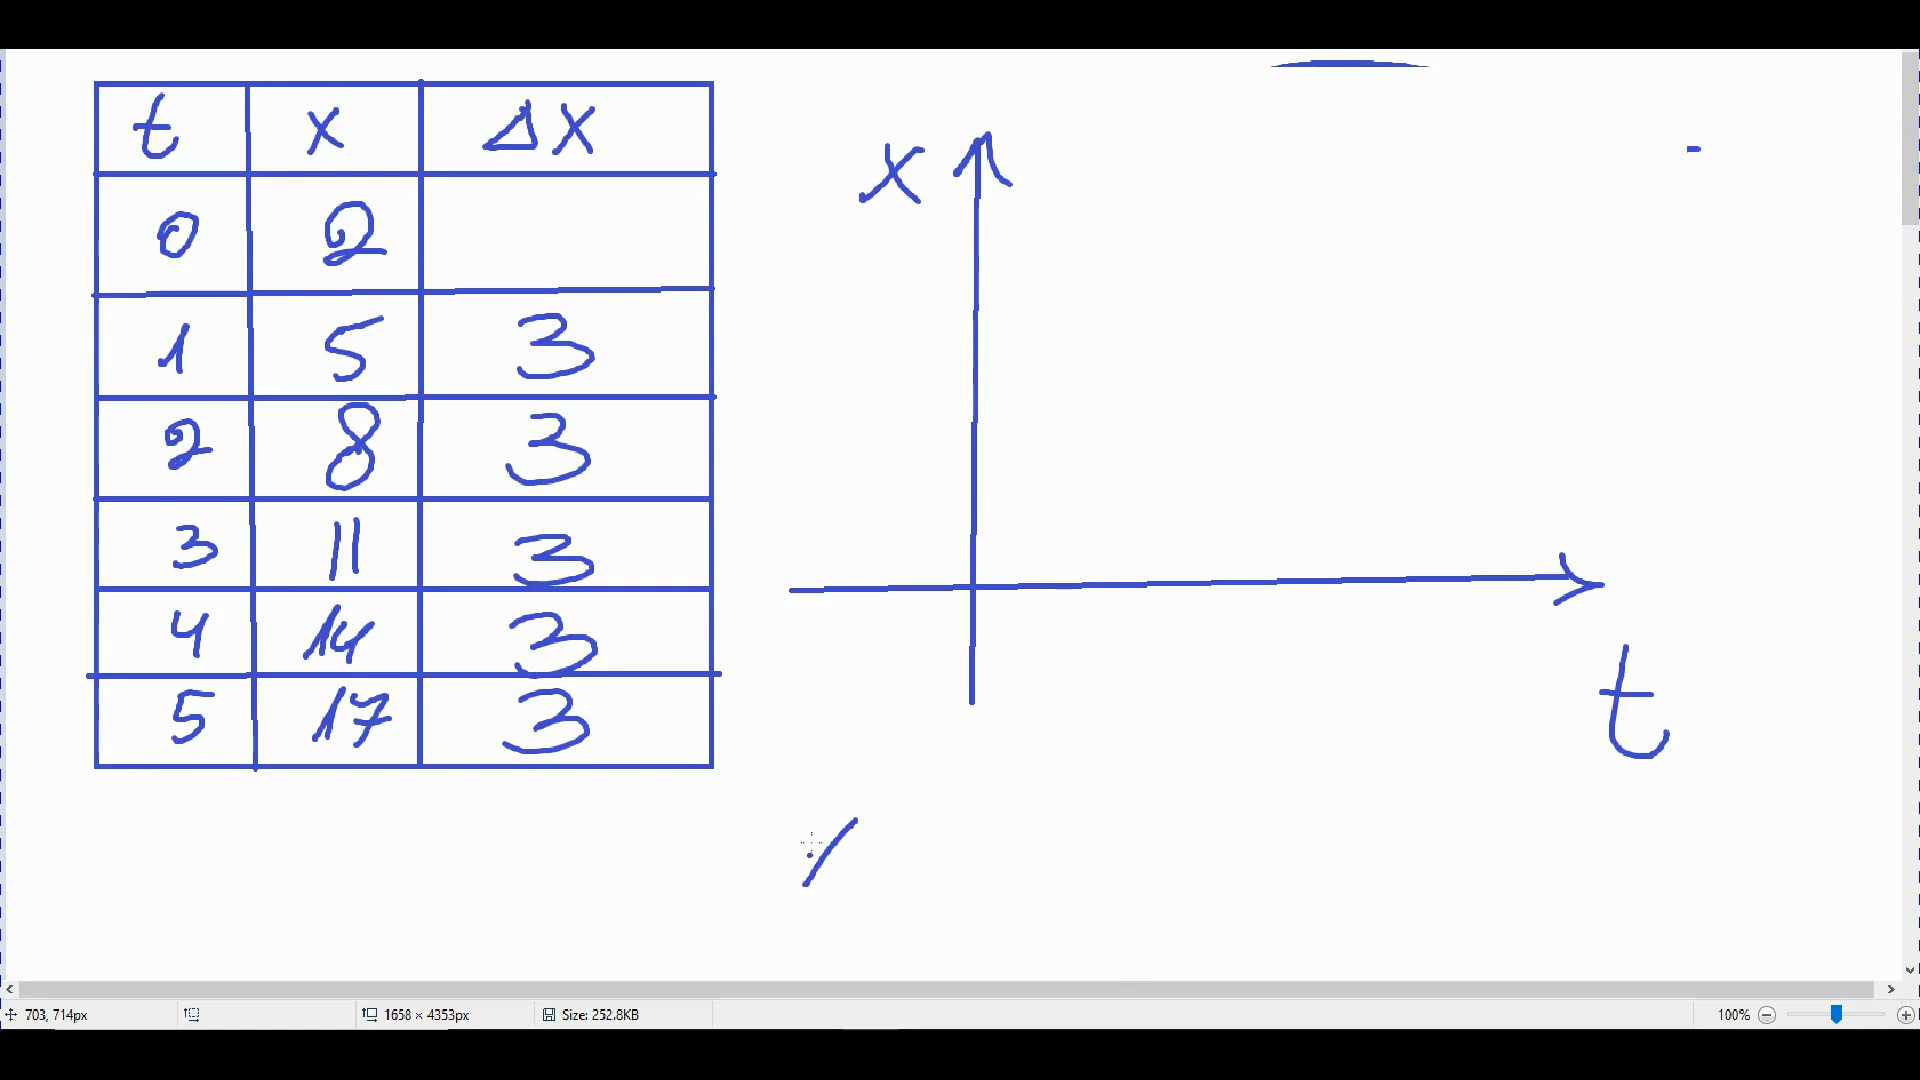 t x Δx
0 2
1 5 3
2 8 3
3 11 3
4 14 3
5 17 3
x
t
703, 714px 1658 × 4353px Size: 252.8KB 100%